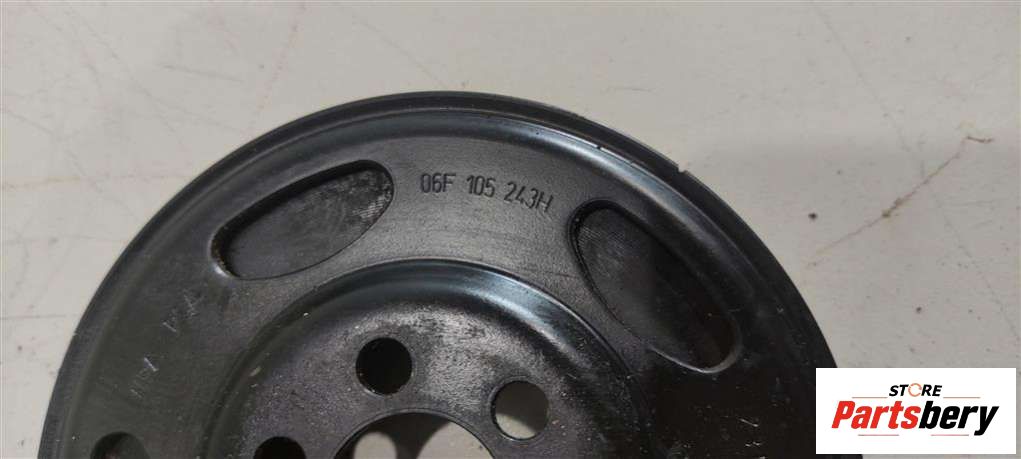 06F 105 243H
STORE
Partsbery